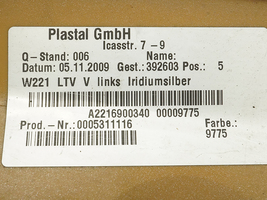 Plastal GmbH
Icasstr. 7 - 9
Q-Stand: 006 Name:
Datum: 05.11.2009 Gest.: 392603 Pos.: 5
W221 LTV V links Iridiumsilber
A2216900340 00009775
Prod.-Nr.:0005311116 Farbe.:
9775